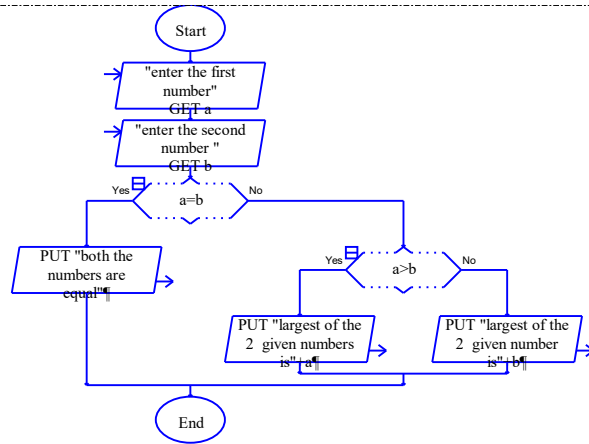 Start
"enter the first
number"
GET a
"enter the second
number "
GET b
Yes
No
a=b
PUT "both the
numbers are
equal"¶
Yes
No
a>b
PUT "largest of the
2 given numbers
is"+a¶
PUT "largest of the
2 given number
is"+b¶
End